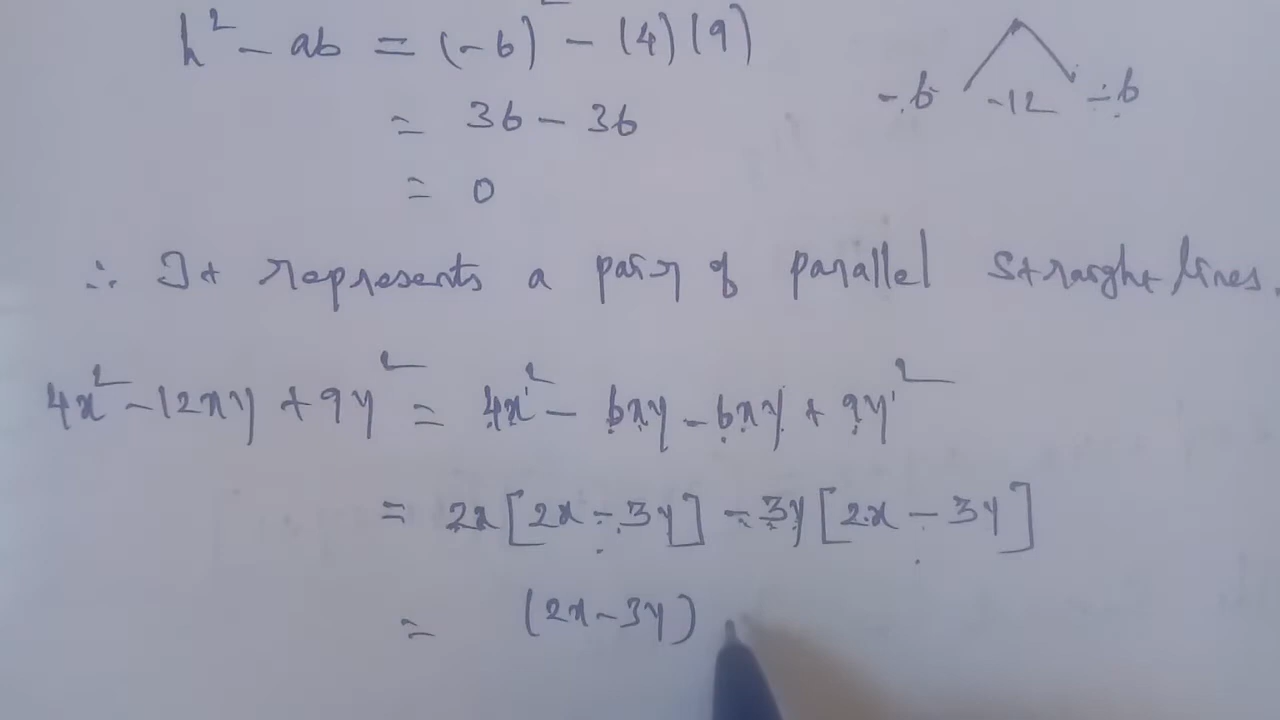 h² - ab = (-6)² - (4)(9)
-6 -12 -6
= 36 - 36
= 0
∴ It represents a pair of parallel straight lines.
4x² - 12xy + 9y² = 4x² - 6xy - 6xy + 9y²
= 2x[2x - 3y] - 3y[2x - 3y]
= (2x - 3y)